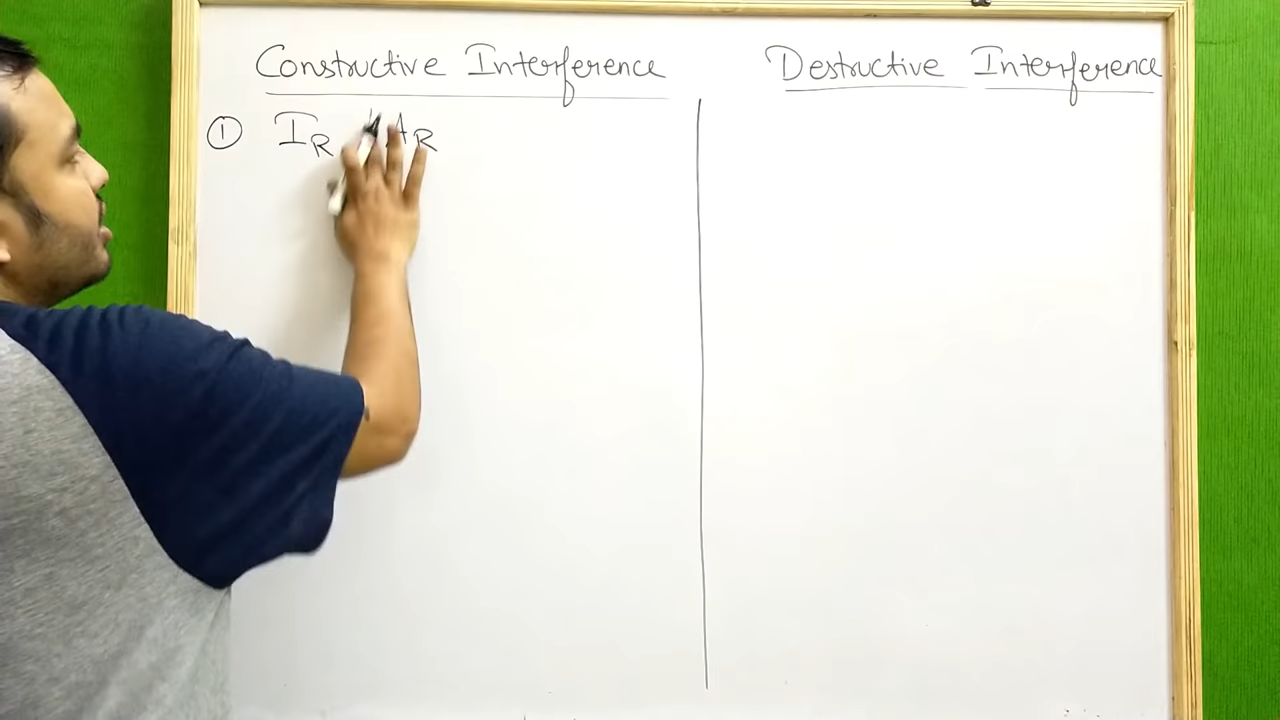 Constructive Interference
Destructive Interference
① I_R A_R